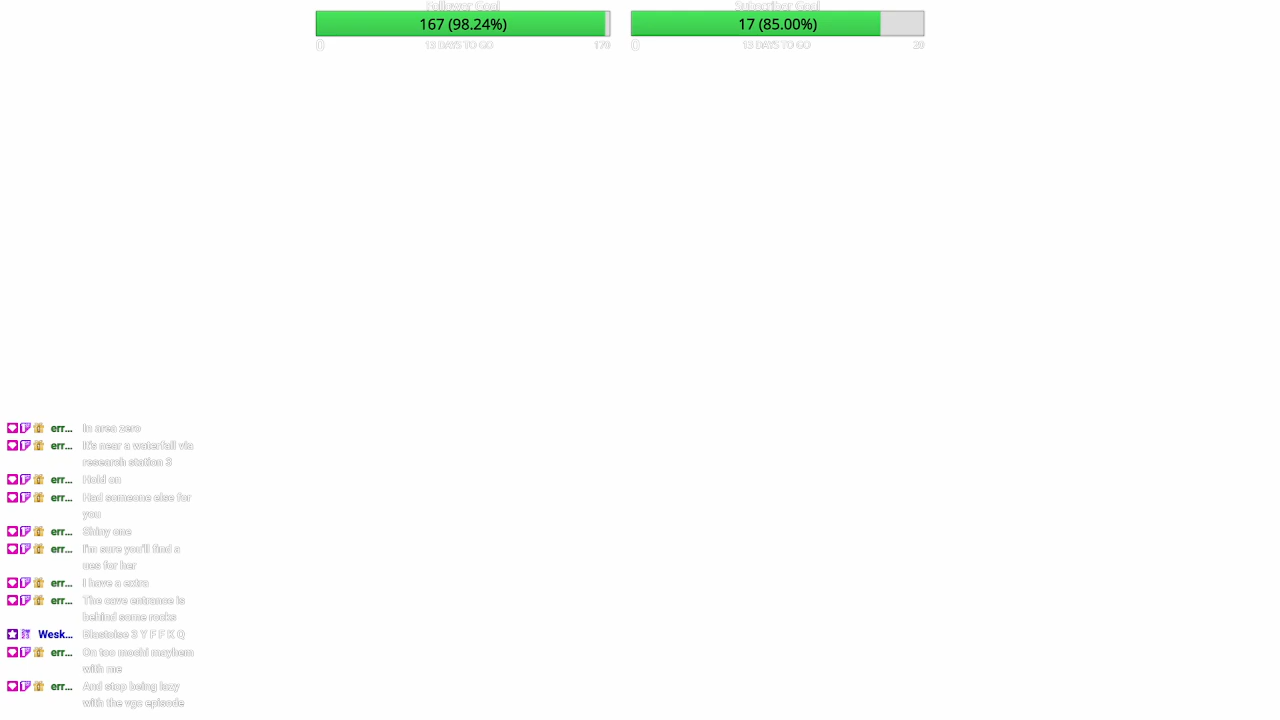 Follower Goal
Subscriber Goal
167 (98.24%)
17 (85.00%)
0
13 DAYS TO GO
170
0
13 DAYS TO GO
20
err... In area zero
err... It's near a waterfall via
research station 3
err... Hold on
err... Had someone else for
you
err... Shiny one
err... I'm sure you'll find a
ues for her
err... I have a extra
err... The cave entrance is
behind some rocks
Wesk... Blastoise 3 Y F F K Q
err... On too mochi mayhem
with me
err... And stop being lazy
with the vgc episode